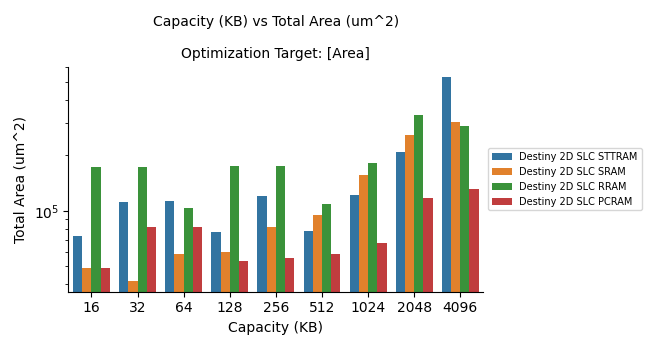 Capacity (KB) vs Total Area (um^2)
Optimization Target: [Area]
Total Area (um^2)
10^5
Destiny 2D SLC STTRAM
Destiny 2D SLC SRAM
Destiny 2D SLC RRAM
Destiny 2D SLC PCRAM
16 32 64 128 256 512 1024 2048 4096
Capacity (KB)